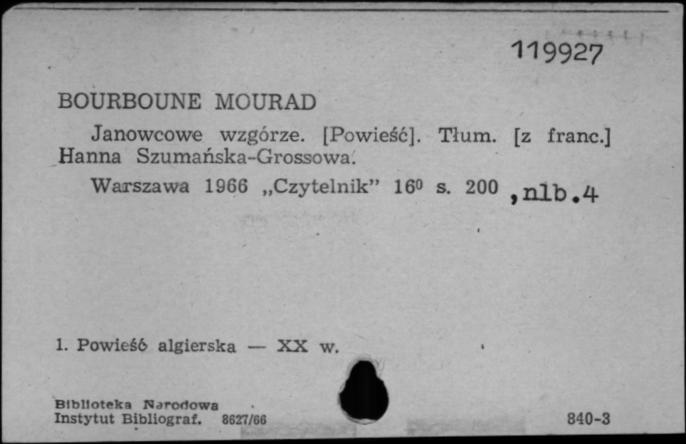 119927
BOURBOUNE MOURAD
Janowcowe wzgórze. [Powieść]. Tłum. [z franc.]
Hanna Szumańska-Grossowa.
Warszawa 1966 „Czytelnik” 16⁰ s. 200 ,nlb.4
1. Powieść algierska — XX w.
Biblioteka Narodowa
Instytut Bibliograf. 8627/66
840-3